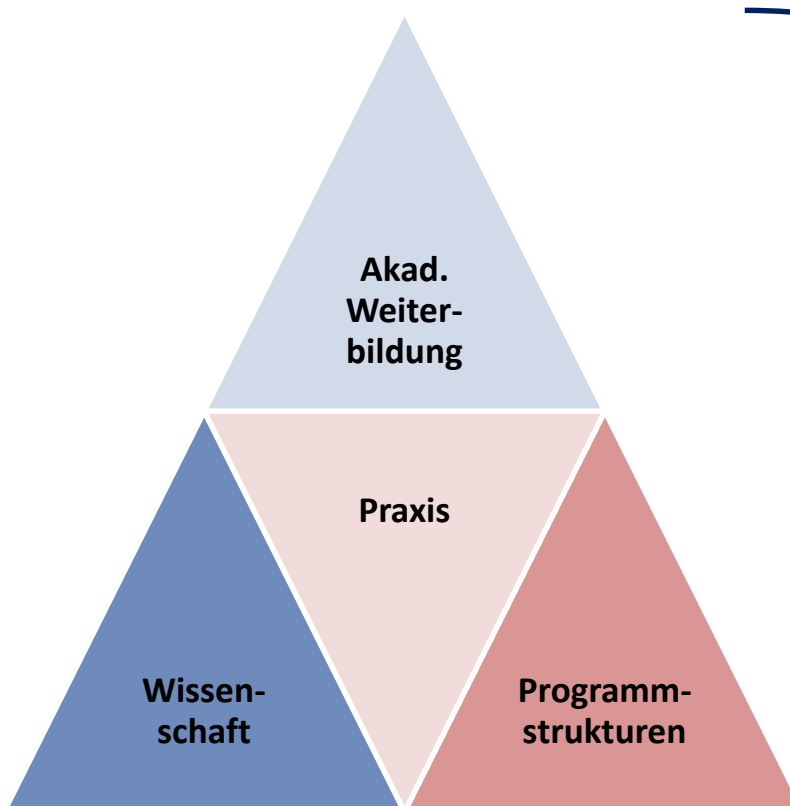 Akad.
Weiter-
bildung
Praxis
Wissen-
schaft
Programm-
strukturen